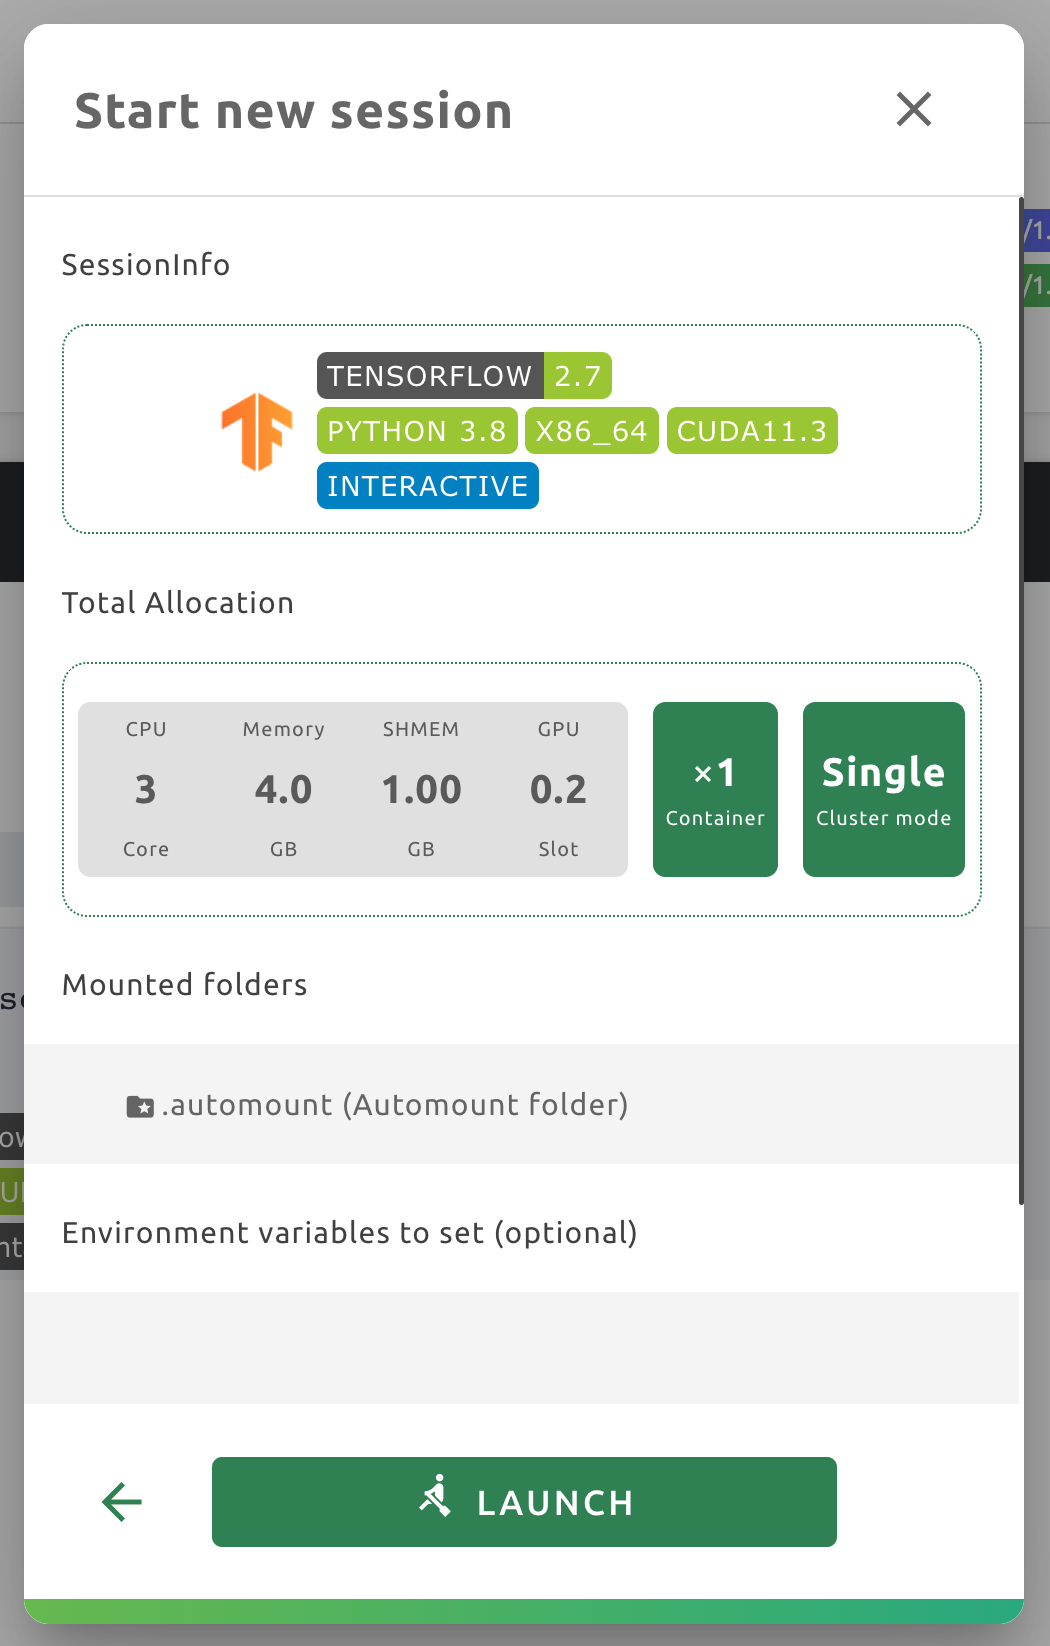 Start new session
/1.
SessionInfo
/1.
TENSORFLOW 2.7
PYTHON 3.8 X86_64 CUDA11.3
INTERACTIVE
Total Allocation
CPU Memory SHMEM GPU
3 4.0 1.00 0.2
Core GB GB Slot
×1
Container
Single
Cluster mode
Mounted folders
.automount (Automount folder)
Environment variables to set (optional)
LAUNCH